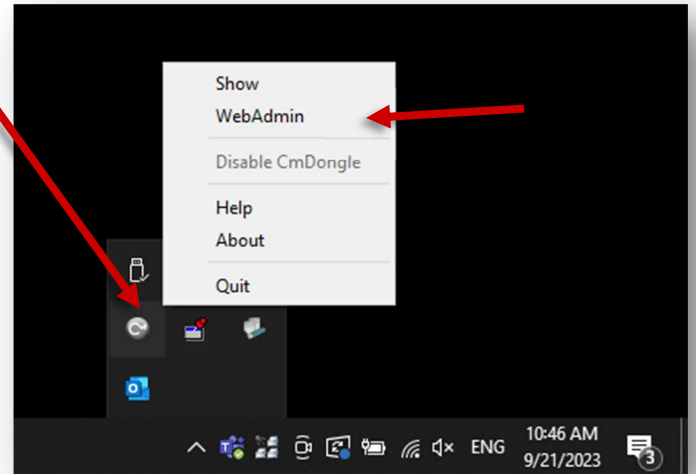 Show
WebAdmin
Disable CmDongle
Help
About
Quit
ENG
10:46 AM
9/21/2023
3